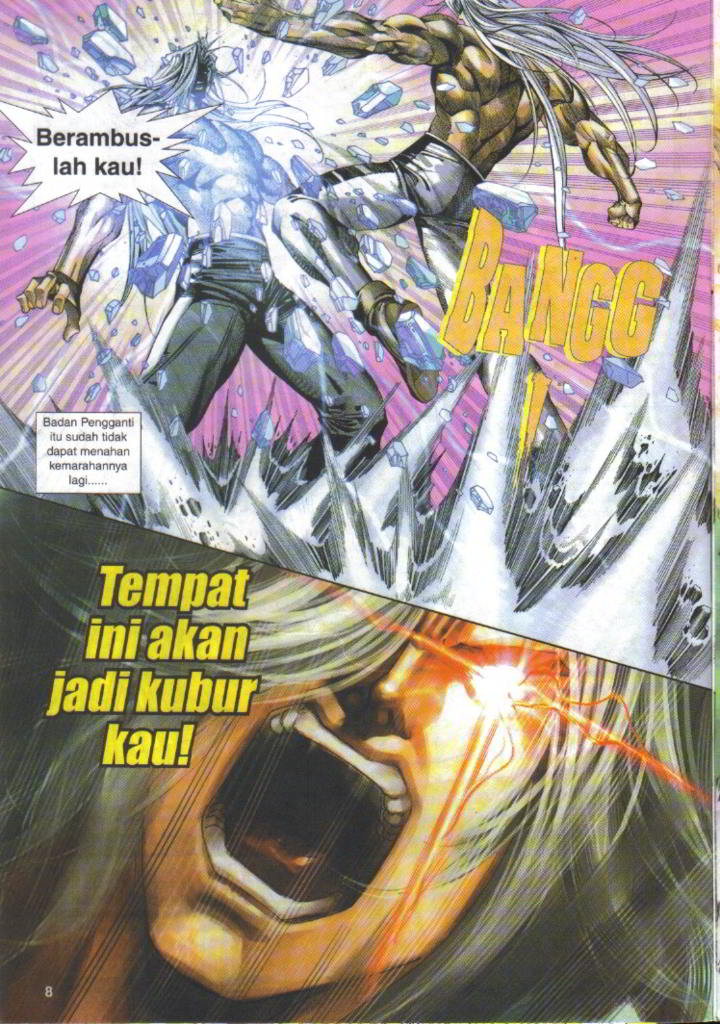 Berambus-
lah kau!
BANGG
!
Badan Pengganti
itu sudah tidak
dapat menahan
kemarahannya
lagi......
Tempat
ini akan
jadi kubur
kau!
8